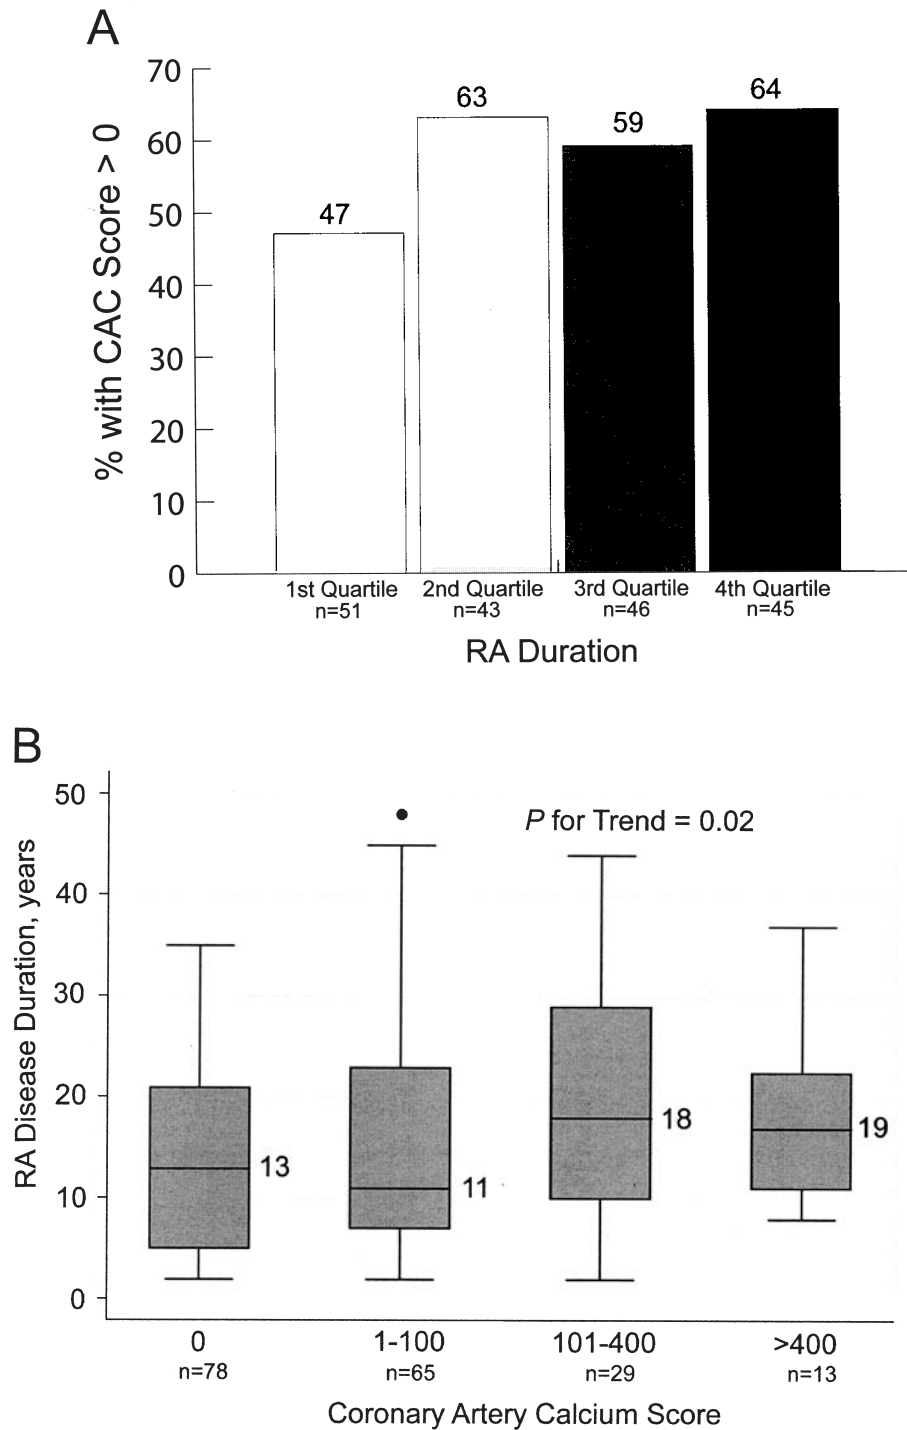 A
% with CAC Score > 0
70
60
50
40
30
20
10
0
47
63
59
64
1st Quartile 2nd Quartile 3rd Quartile 4th Quartile
n=51 n=43 n=46 n=45
RA Duration
B
RA Disease Duration, years
50
40
30
20
10
0
P for Trend = 0.02
13
11
18
19
0 1-100 101-400 >400
n=78 n=65 n=29 n=13
Coronary Artery Calcium Score